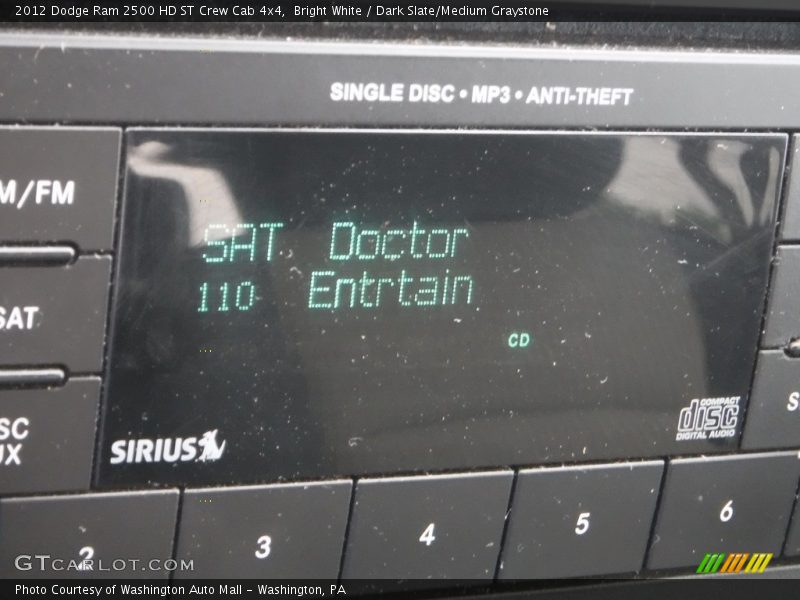 2012 Dodge Ram 2500 HD ST Crew Cab 4x4,  Bright White / Dark Slate/Medium Graystone
SINGLE DISC • MP3 • ANTI-THEFT
M/FM
SAT Doctor
110 Entrtain
SAT
CD
SC
UX
SIRIUS
COMPACT
disc
DIGITAL AUDIO
S
2
3
4
5
6
GTCARLOT.COM
Photo Courtesy of Washington Auto Mall - Washington, PA